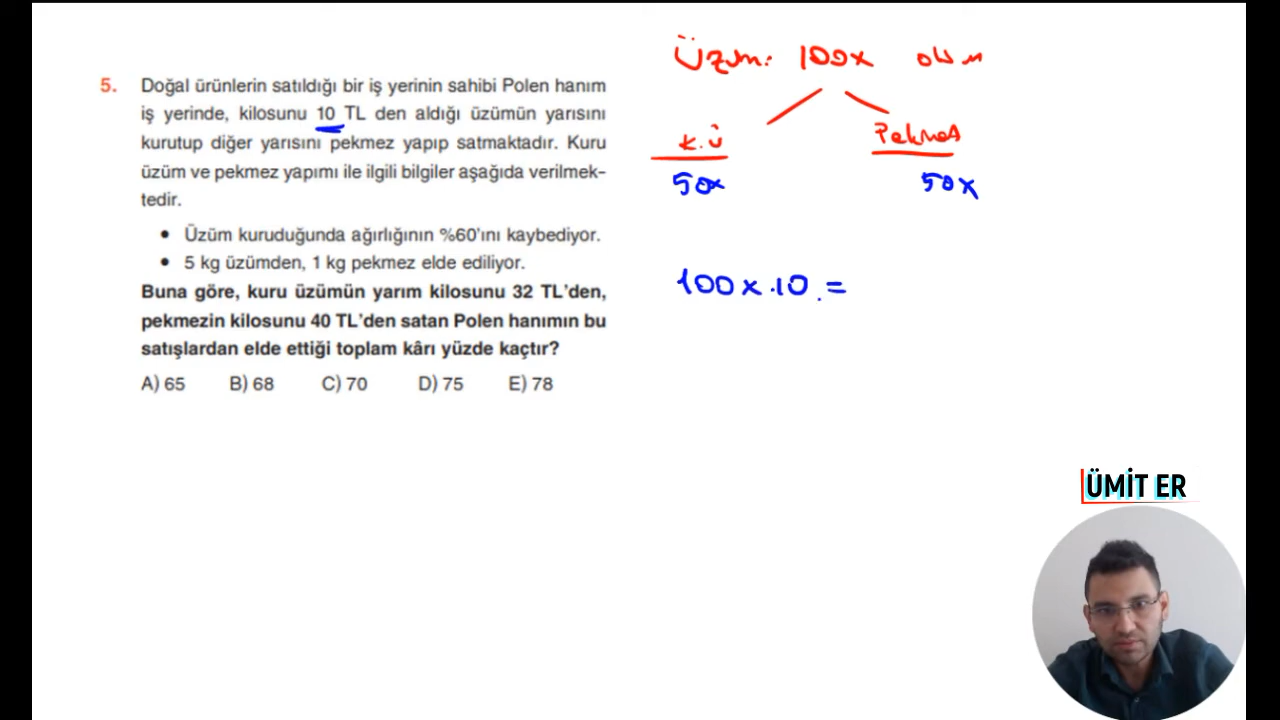 5. Doğal ürünlerin satıldığı bir iş yerinin sahibi Polen hanım
iş yerinde, kilosunu 10 TL den aldığı üzümün yarısını
kurutup diğer yarısını pekmez yapıp satmaktadır. Kuru
üzüm ve pekmez yapımı ile ilgili bilgiler aşağıda verilmek-
tedir.
• Üzüm kuruduğunda ağırlığının %60'ını kaybediyor.
• 5 kg üzümden, 1 kg pekmez elde ediliyor.
Buna göre, kuru üzümün yarım kilosunu 32 TL'den,
pekmezin kilosunu 40 TL'den satan Polen hanımın bu
satışlardan elde ettiği toplam kârı yüzde kaçtır?
A) 65 B) 68 C) 70 D) 75 E) 78
Üzüm: 100x olsun
K.Ü Pekmez
50x 50x
100x.10 =
ÜMİT ER